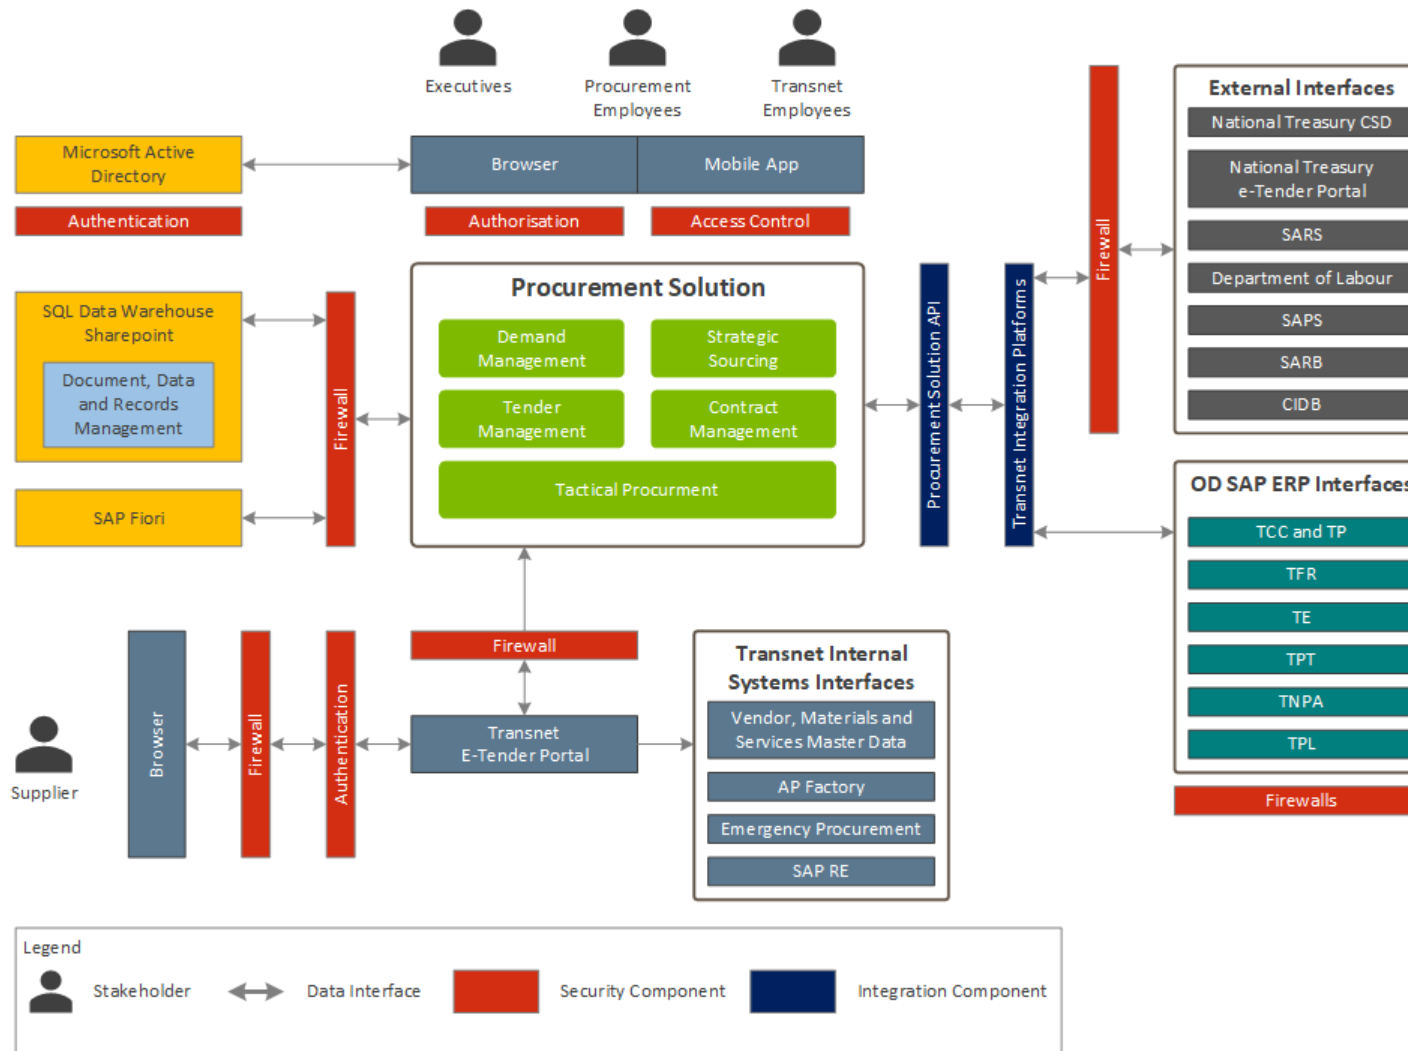 Executives
Procurement
Employees
Transnet
Employees
Microsoft Active
Directory
Browser
Mobile App
Authentication
Authorisation
Access Control
SQL Data Warehouse
Sharepoint
Document, Data
and Records
Management
SAP Fiori
Firewall
Procurement Solution
Demand
Management
Strategic
Sourcing
Tender
Management
Contract
Management
Tactical Procurment
Procurement Solution API
Transnet Integration Platforms
Firewall
External Interfaces
National Treasury CSD
National Treasury
e-Tender Portal
SARS
Department of Labour
SAPS
SARB
CIDB
OD SAP ERP Interfaces
TCC and TP
TFR
TE
TPT
TNPA
TPL
Firewalls
Supplier
Browser
Firewall
Authentication
Firewall
Transnet
E-Tender Portal
Transnet Internal
Systems Interfaces
Vendor, Materials and
Services Master Data
AP Factory
Emergency Procurement
SAP RE
Legend
Stakeholder
Data Interface
Security Component
Integration Component